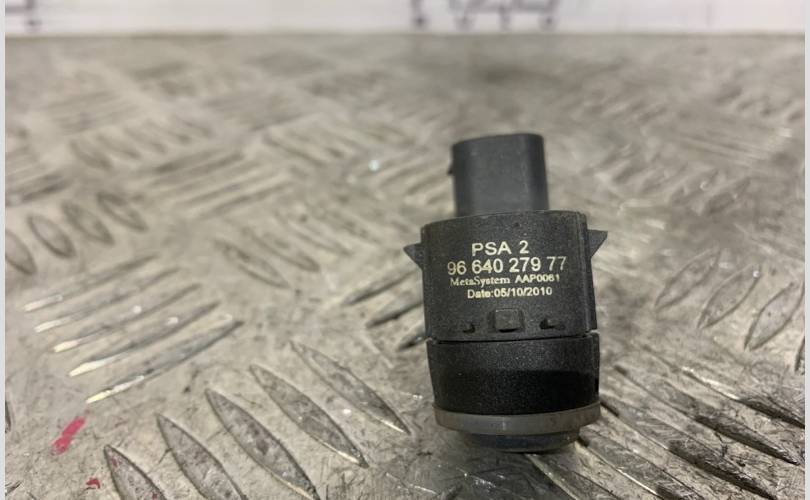 PSA 2
96 640 279 77
MetaSystem AAP0061
Date:05/10/2010